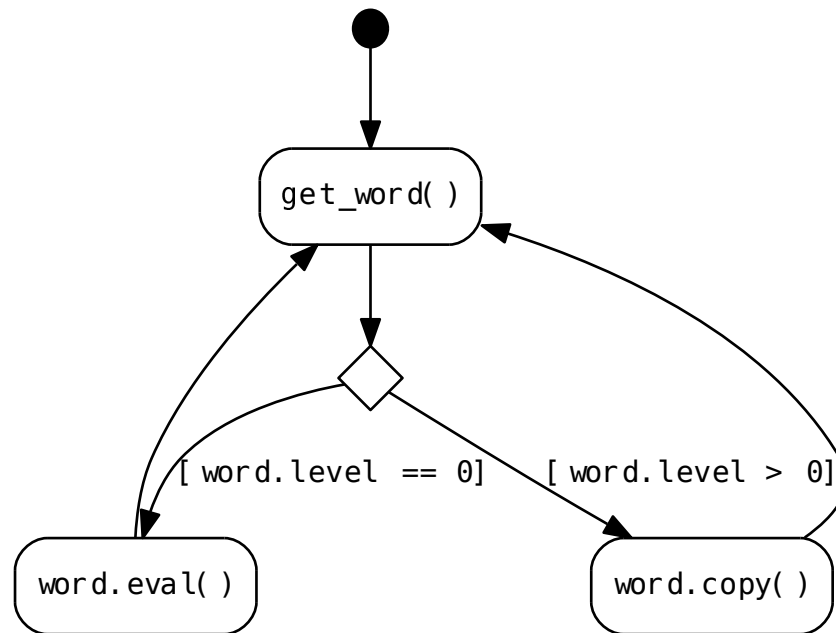 get_word()
[word.level == 0]
[word.level > 0]
word.eval()
word.copy()